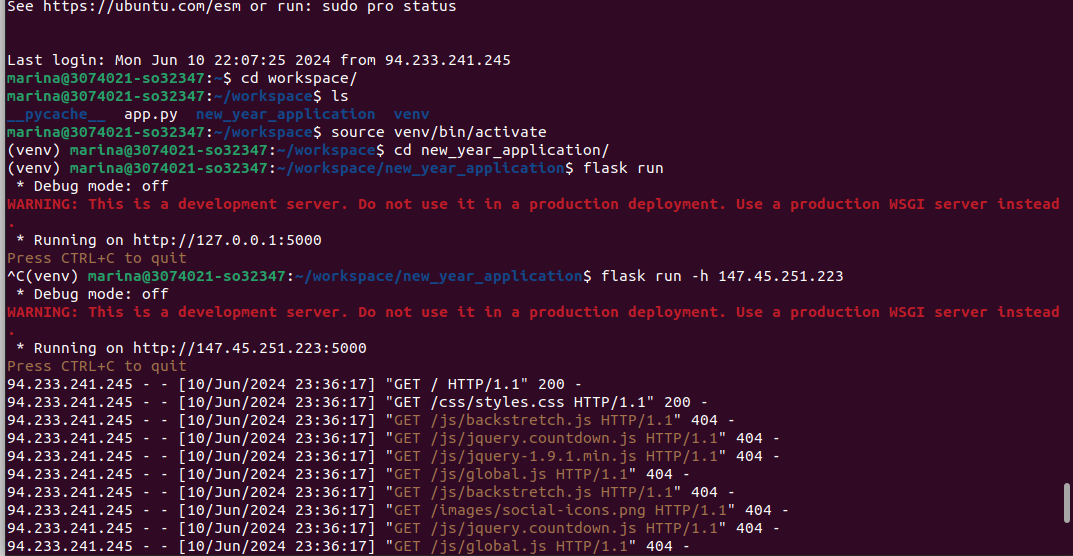 See https://ubuntu.com/esm or run: sudo pro status
Last login: Mon Jun 10 22:07:25 2024 from 94.233.241.245
marina@3074021-so32347:~$ cd workspace/
marina@3074021-so32347:~/workspace$ ls
__pycache__  app.py  new_year_application  venv
marina@3074021-so32347:~/workspace$ source venv/bin/activate
(venv) marina@3074021-so32347:~/workspace$ cd new_year_application/
(venv) marina@3074021-so32347:~/workspace/new_year_application$ flask run
 * Debug mode: off
WARNING: This is a development server. Do not use it in a production deployment. Use a production WSGI server instead
.
 * Running on http://127.0.0.1:5000
Press CTRL+C to quit
^C(venv) marina@3074021-so32347:~/workspace/new_year_application$ flask run -h 147.45.251.223
 * Debug mode: off
WARNING: This is a development server. Do not use it in a production deployment. Use a production WSGI server instead
.
 * Running on http://147.45.251.223:5000
Press CTRL+C to quit
94.233.241.245 - - [10/Jun/2024 23:36:17] "GET / HTTP/1.1" 200 -
94.233.241.245 - - [10/Jun/2024 23:36:17] "GET /css/styles.css HTTP/1.1" 200 -
94.233.241.245 - - [10/Jun/2024 23:36:17] "GET /js/backstretch.js HTTP/1.1" 404 -
94.233.241.245 - - [10/Jun/2024 23:36:17] "GET /js/jquery.countdown.js HTTP/1.1" 404 -
94.233.241.245 - - [10/Jun/2024 23:36:17] "GET /js/jquery-1.9.1.min.js HTTP/1.1" 404 -
94.233.241.245 - - [10/Jun/2024 23:36:17] "GET /js/global.js HTTP/1.1" 404 -
94.233.241.245 - - [10/Jun/2024 23:36:17] "GET /js/backstretch.js HTTP/1.1" 404 -
94.233.241.245 - - [10/Jun/2024 23:36:17] "GET /images/social-icons.png HTTP/1.1" 404 -
94.233.241.245 - - [10/Jun/2024 23:36:17] "GET /js/jquery.countdown.js HTTP/1.1" 404 -
94.233.241.245 - - [10/Jun/2024 23:36:17] "GET /js/global.js HTTP/1.1" 404 -